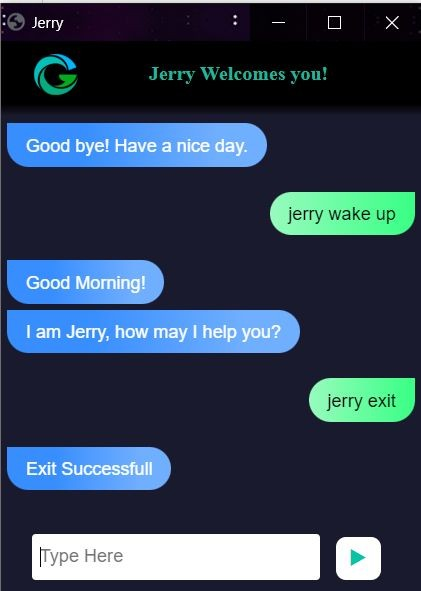 Jerry
Jerry Welcomes you!
Good bye! Have a nice day.
jerry wake up
Good Morning!
I am Jerry, how may I help you?
jerry exit
Exit Successfull
Type Here